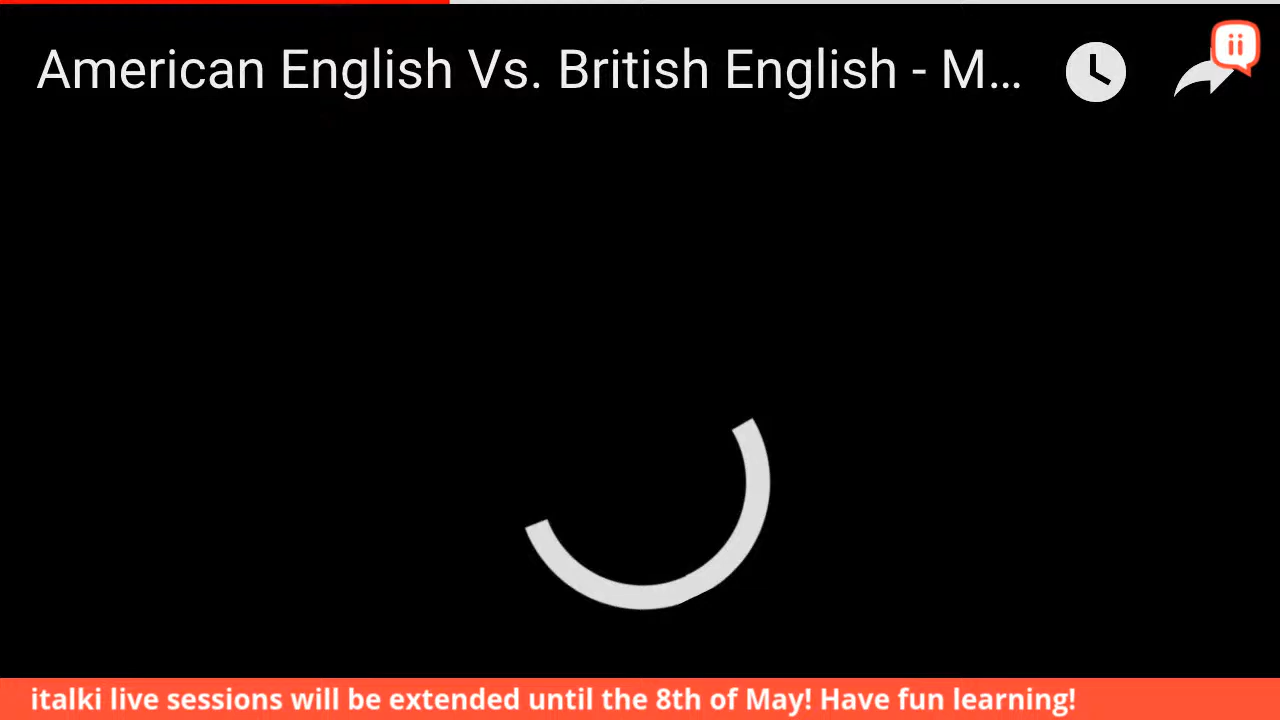 American English Vs. British English - M...
italki live sessions will be extended until the 8th of May! Have fun learning!